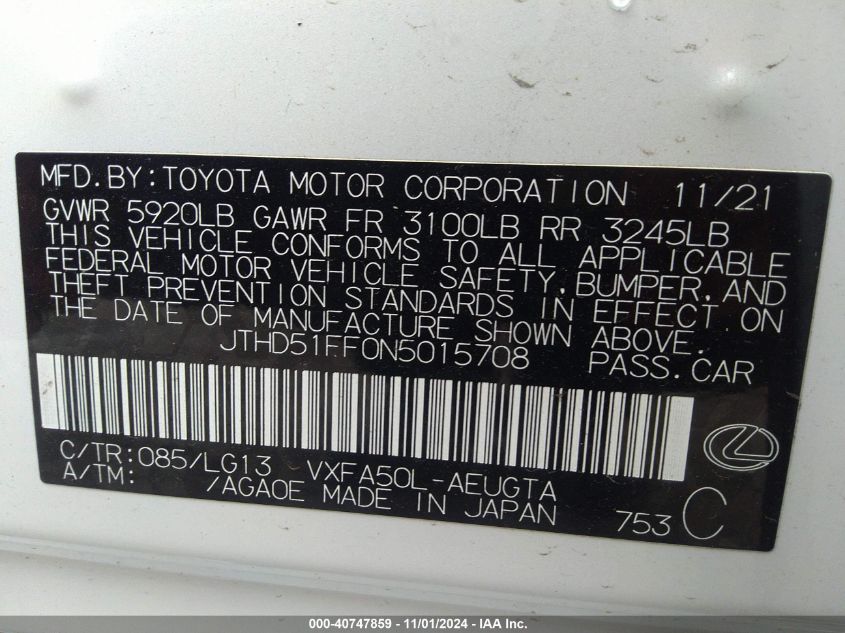 MFD.BY:TOYOTA MOTOR CORPORATION 11/21
GVWR 5920LB GAWR FR 3100LB RR 3245LB
THIS VEHICLE CONFORMS TO ALL APPLICABLE
FEDERAL MOTOR VEHICLE SAFETY,BUMPER,AND
THEFT PREVENTION STANDARDS IN EFFECT ON
THE DATE OF MANUFACTURE SHOWN ABOVE.
JTHD51FF0N5015708 PASS.CAR
C/TR:085/LG13 VXFA50L-AEUGTA
A/TM: /AGA0E MADE IN JAPAN 753 C
000-40747859 - 11/01/2024 - IAA Inc.